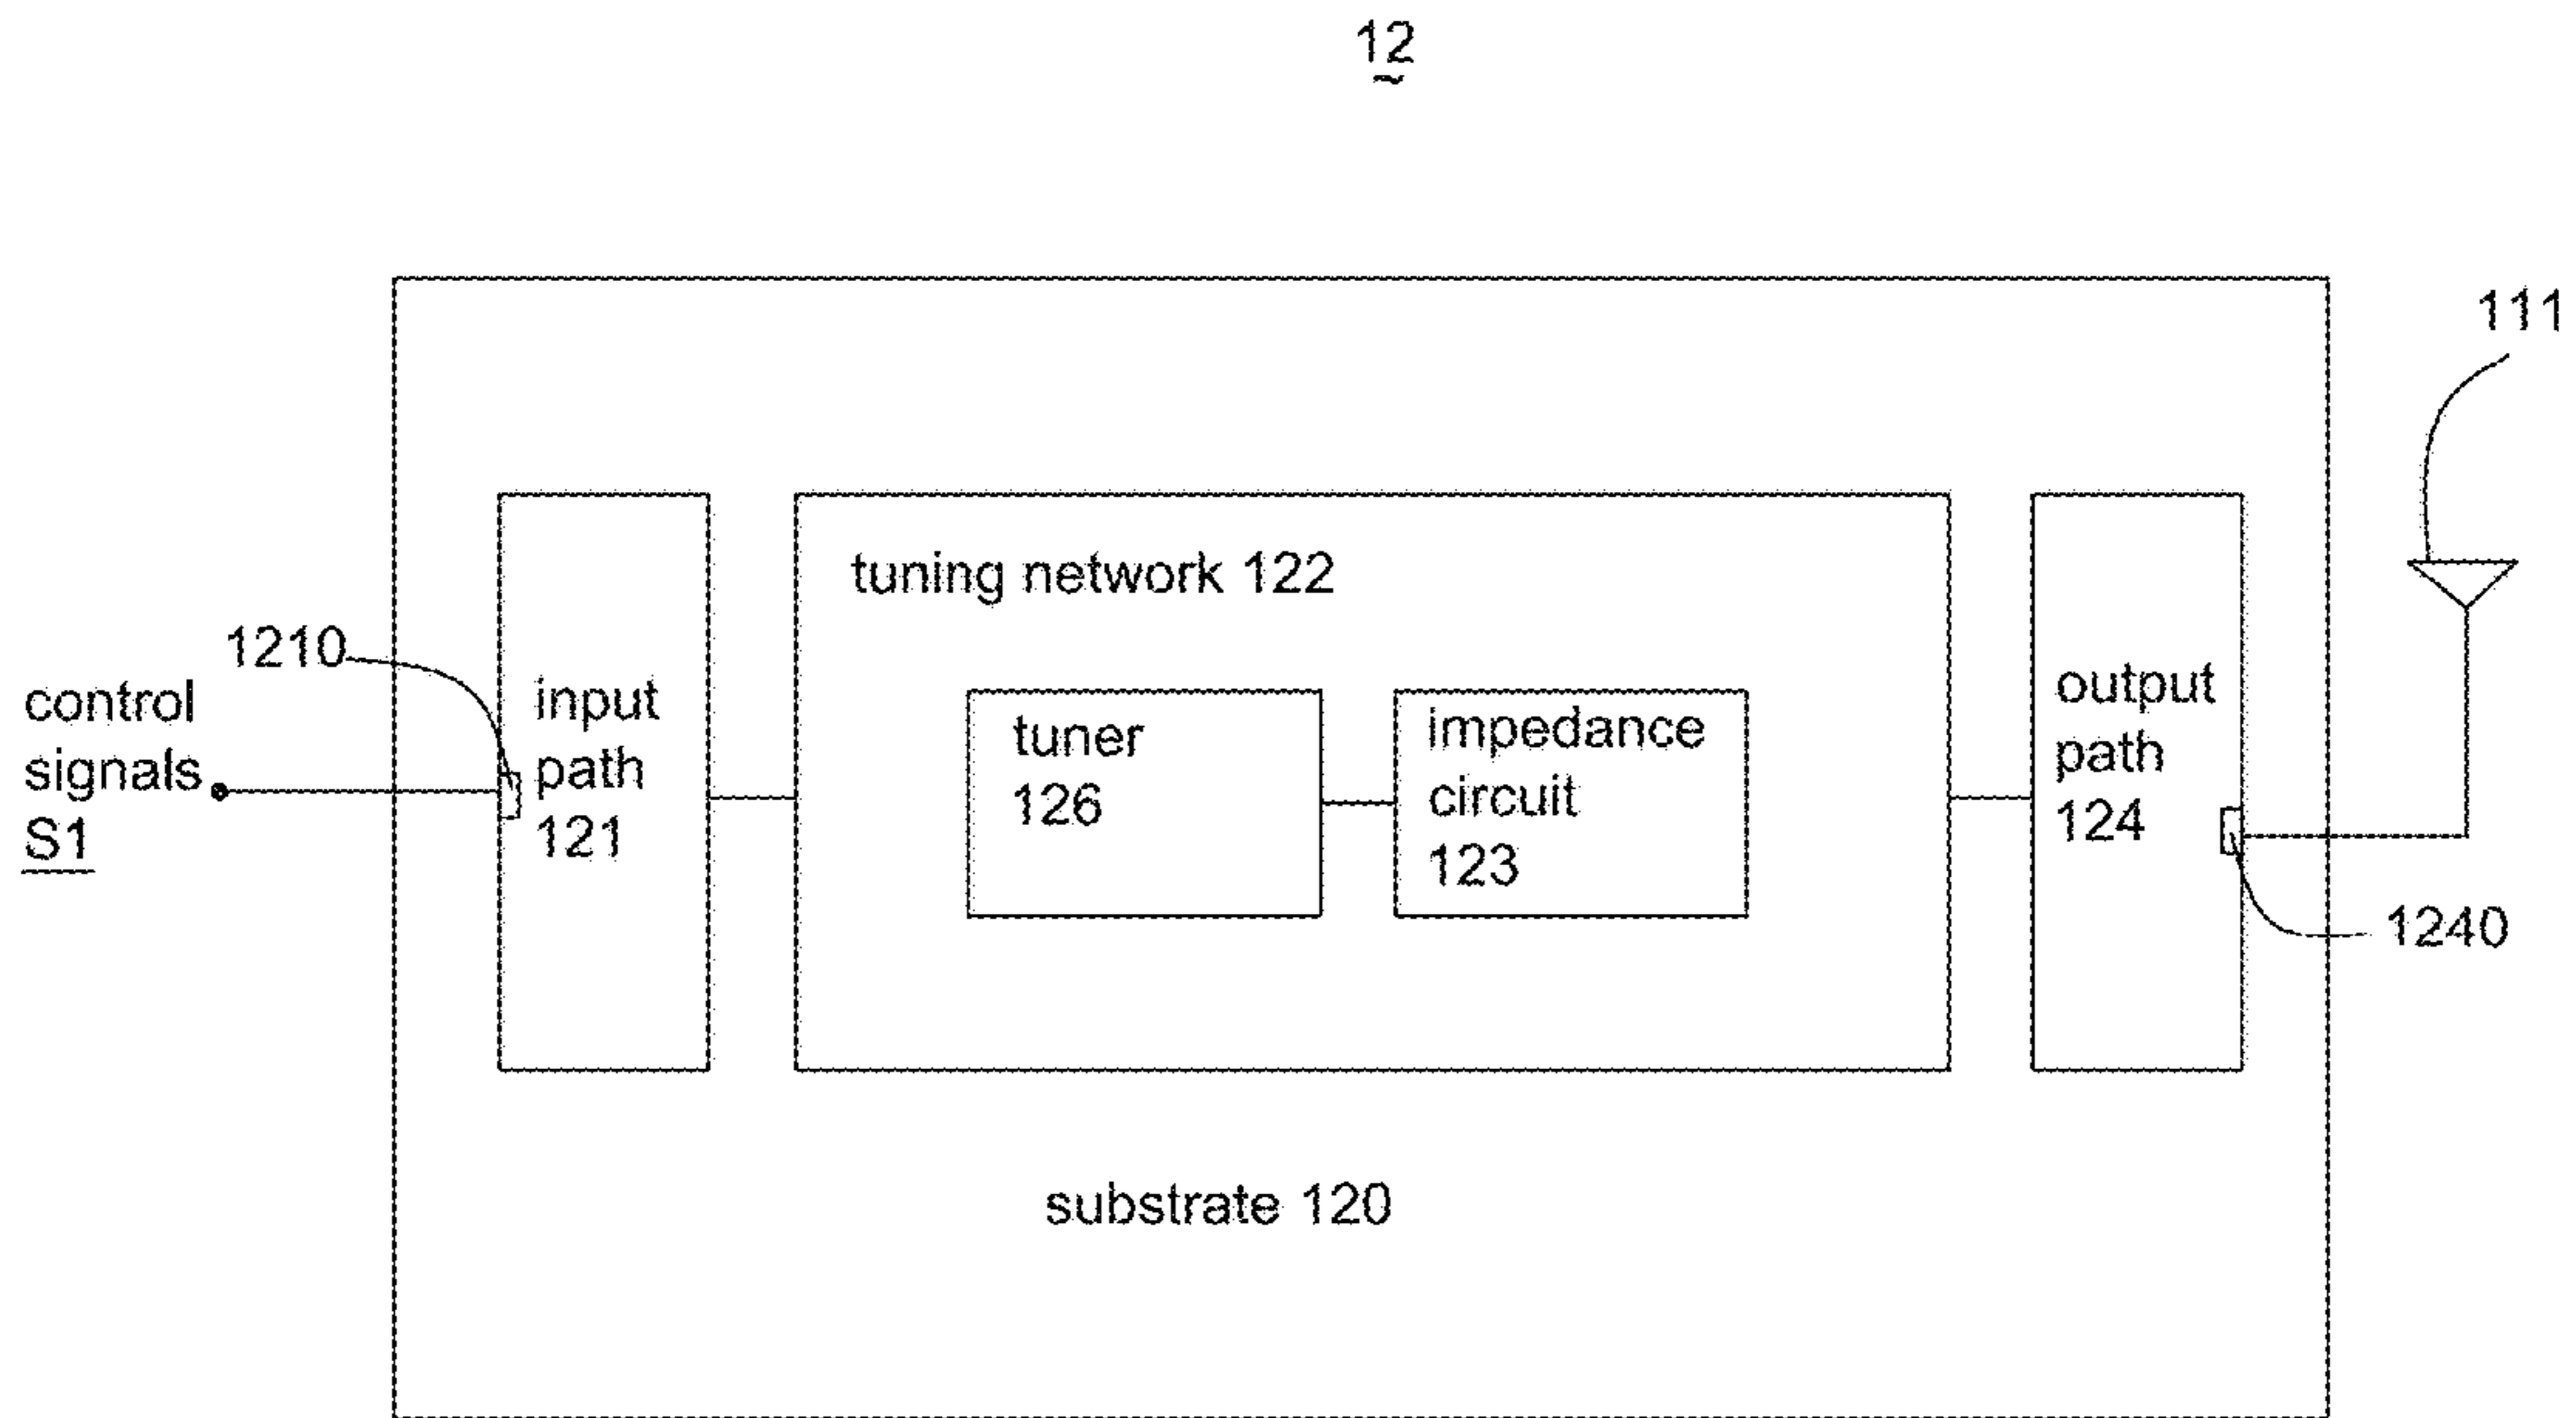 12
111
tuning network 122
1210
control
signals
S1
input
path
121
tuner
126
impedance
circuit
123
output
path
124
1240
substrate 120